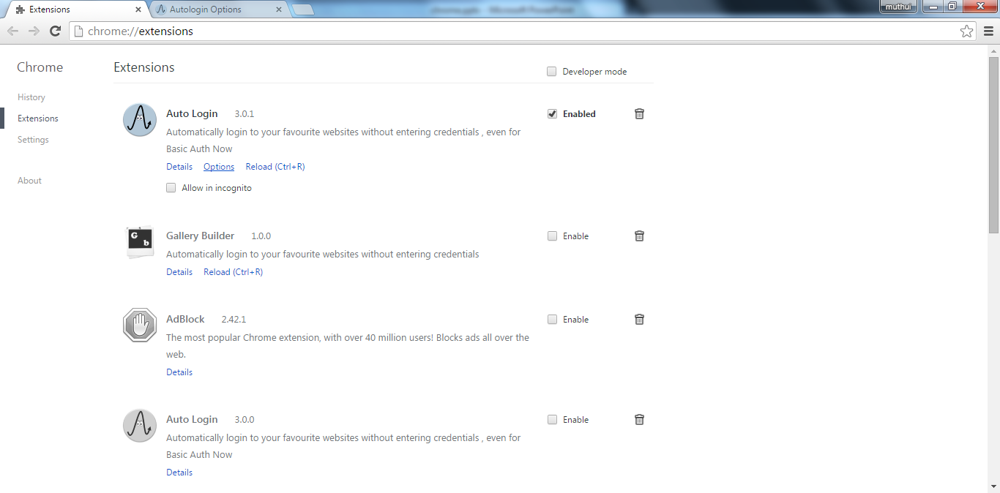 Extensions
Autologin Options
muthui
chrome://extensions
Chrome
Extensions
Developer mode
History
Extensions
Settings
About
Auto Login 3.0.1
Enabled
Automatically login to your favourite websites without entering credentials , even for
Basic Auth Now
Details Options Reload (Ctrl+R)
Allow in incognito
G b
Gallery Builder 1.0.0
Enable
Automatically login to your favourite websites without entering credentials
Details Reload (Ctrl+R)
AdBlock 2.42.1
Enable
The most popular Chrome extension, with over 40 million users! Blocks ads all over the
web.
Details
Auto Login 3.0.0
Enable
Automatically login to your favourite websites without entering credentials , even for
Basic Auth Now
Details